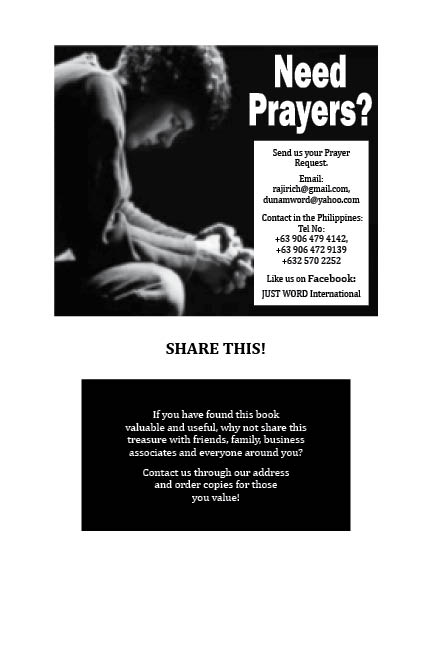 Need
Prayers?
Send us your Prayer
Request.
Email:
rajirich@gmail.com,
dunamword@yahoo.com
Contact in the Philippines:
Tel No:
+63 906 479 4142,
+63 906 472 9139
+632 570 2252
Like us on Facebook:
JUST WORD International
SHARE THIS!
If you have found this book
valuable and useful, why not share this
treasure with friends, family, business
associates and everyone around you?
Contact us through our address
and order copies for those
you value!